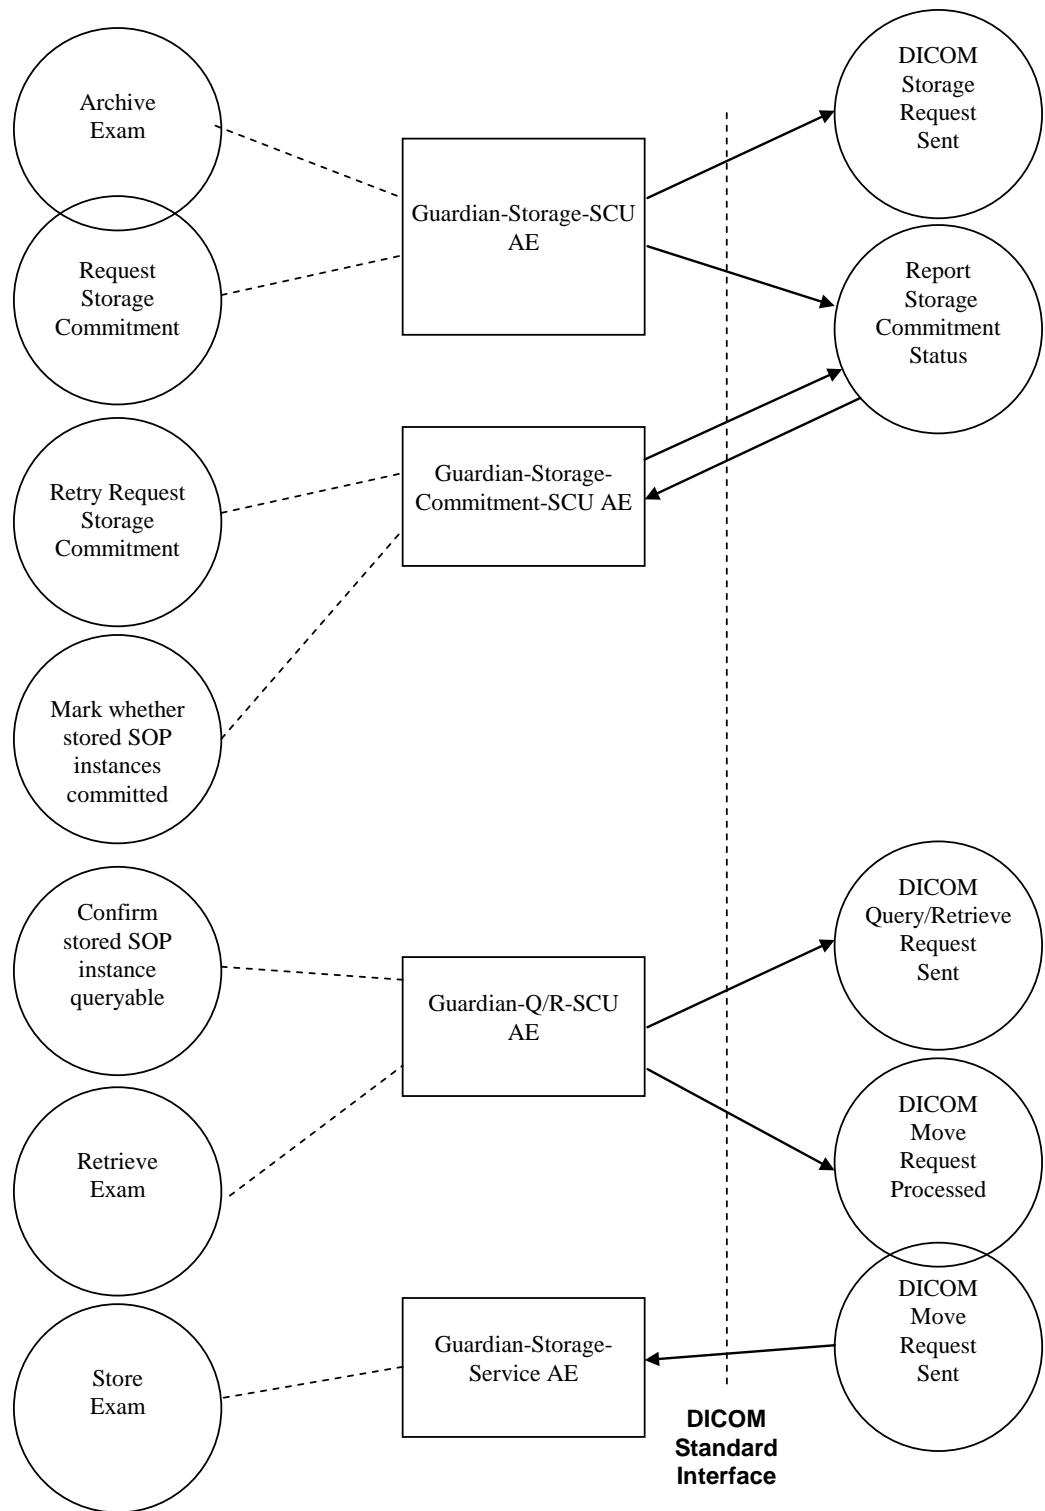 Archive
Exam
Request
Storage
Commitment
Retry Request
Storage
Commitment
Mark whether
stored SOP
instances
committed
Confirm
stored SOP
instance
queryable
Retrieve
Exam
Store
Exam
Guardian-Storage-SCU
AE
Guardian-Storage-
Commitment-SCU AE
Guardian-Q/R-SCU
AE
Guardian-Storage-
Service AE
DICOM
Standard
Interface
DICOM
Storage
Request
Sent
Report
Storage
Commitment
Status
DICOM
Query/Retrieve
Request
Sent
DICOM
Move
Request
Processed
DICOM
Move
Request
Sent